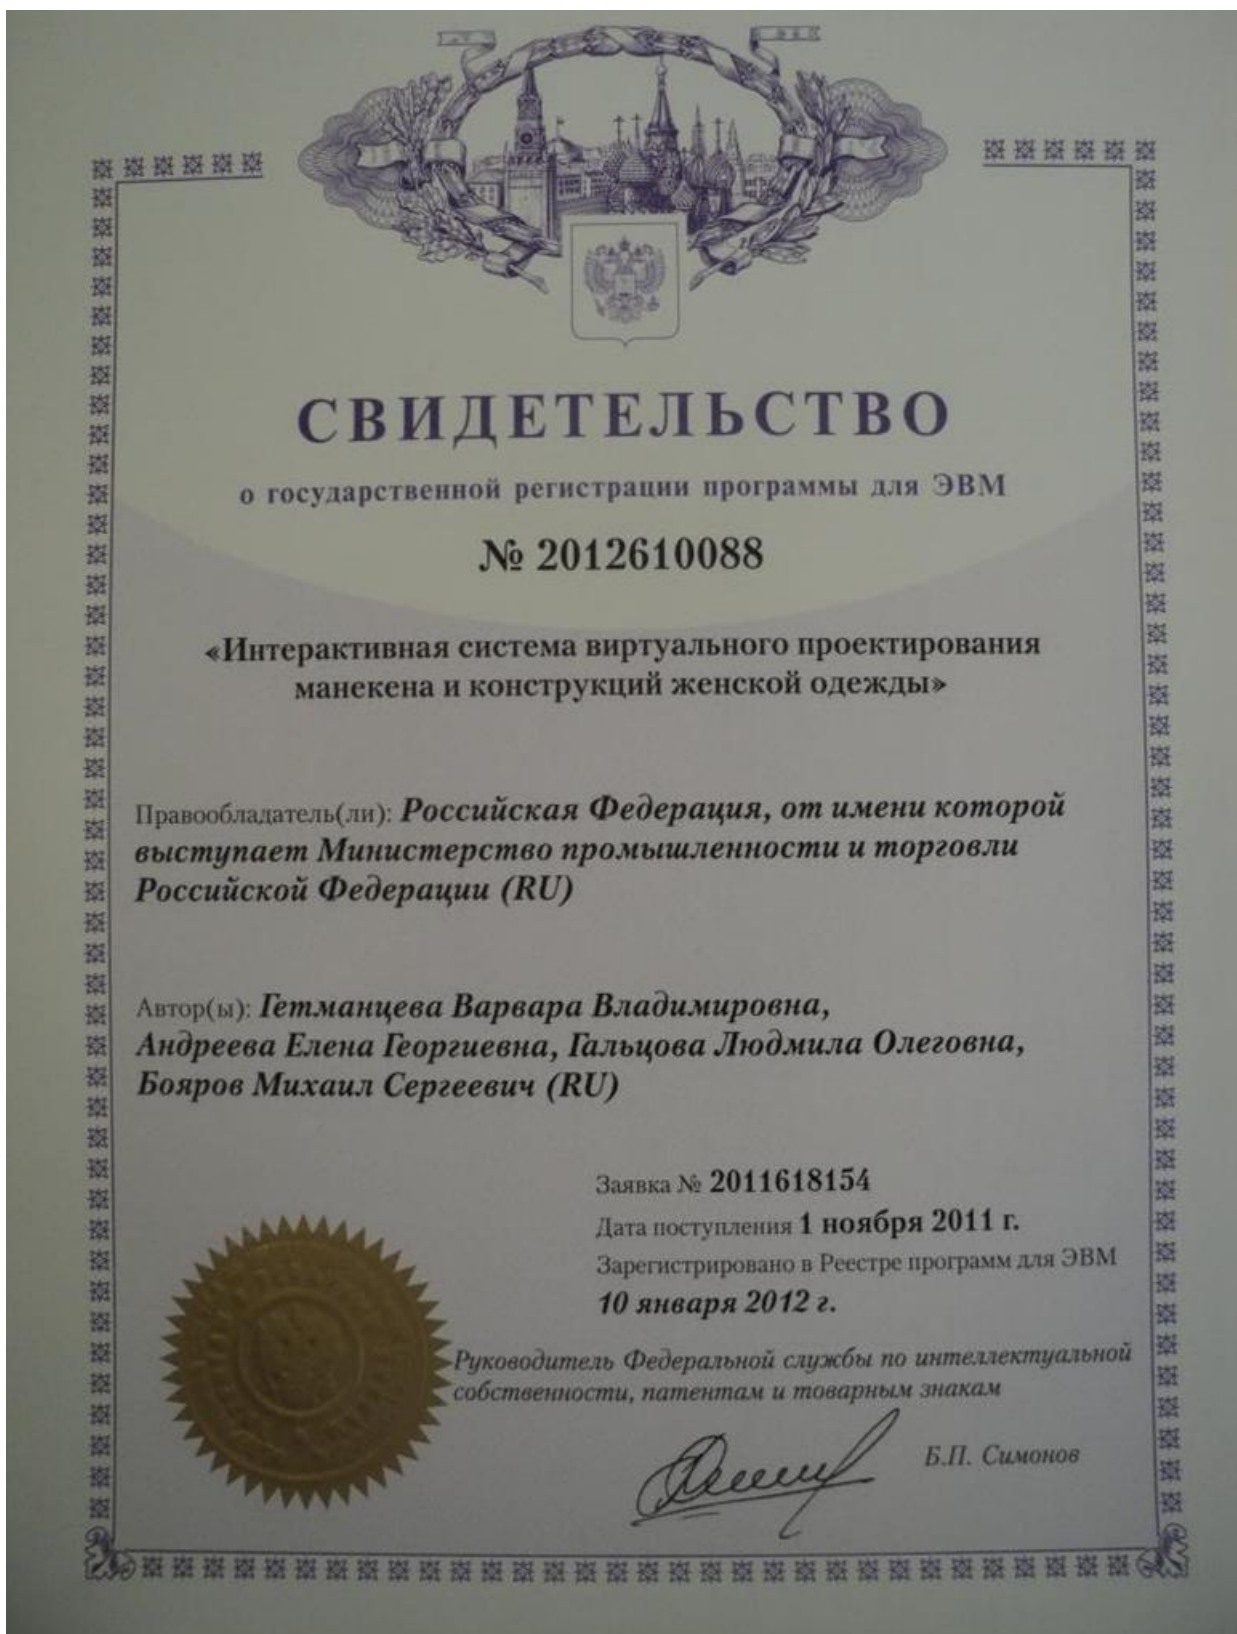 СВИДЕТЕЛЬСТВО
о государственной регистрации программы для ЭВМ
№ 2012610088
«Интерактивная система виртуального проектирования
манекена и конструкций женской одежды»
Правообладатель(ли): Российская Федерация, от имени которой
выступает Министерство промышленности и торговли
Российской Федерации (RU)
Автор(ы): Гетманцева Варвара Владимировна,
Андреева Елена Георгиевна, Гальцова Людмила Олеговна,
Бояров Михаил Сергеевич (RU)
Заявка № 2011618154
Дата поступления 1 ноября 2011 г.
Зарегистрировано в Реестре программ для ЭВМ
10 января 2012 г.
Руководитель Федеральной службы по интеллектуальной
собственности, патентам и товарным знакам
Б.П. Симонов